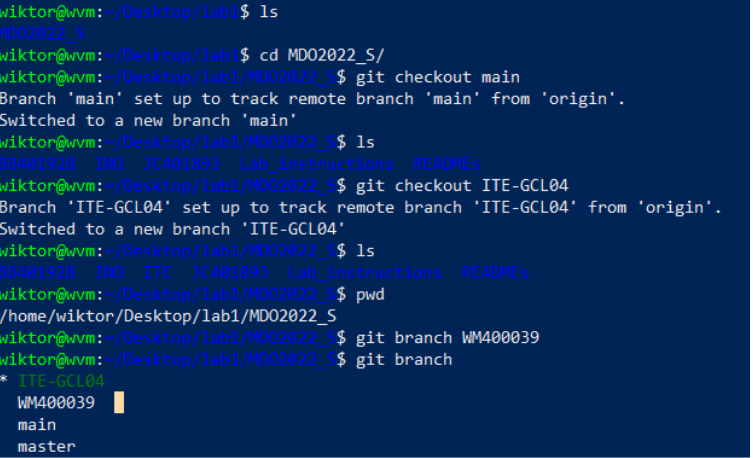 wiktor@wvm:~/Desktop/lab1$ ls
MDO2022_S
wiktor@wvm:~/Desktop/lab1$ cd MDO2022_S/
wiktor@wvm:~/Desktop/lab1/MDO2022_S$ git checkout main
Branch 'main' set up to track remote branch 'main' from 'origin'.
Switched to a new branch 'main'
wiktor@wvm:~/Desktop/lab1/MDO2022_S$ ls
BB401928  INO  JC401893  Lab_instructions  READMEs
wiktor@wvm:~/Desktop/lab1/MDO2022_S$ git checkout ITE-GCL04
Branch 'ITE-GCL04' set up to track remote branch 'ITE-GCL04' from 'origin'.
Switched to a new branch 'ITE-GCL04'
wiktor@wvm:~/Desktop/lab1/MDO2022_S$ ls
BB401928  INO  ITE  JC401893  Lab_instructions  READMEs
wiktor@wvm:~/Desktop/lab1/MDO2022_S$ pwd
/home/wiktor/Desktop/lab1/MDO2022_S
wiktor@wvm:~/Desktop/lab1/MDO2022_S$ git branch WM400039
wiktor@wvm:~/Desktop/lab1/MDO2022_S$ git branch
* ITE-GCL04
WM400039
main
master